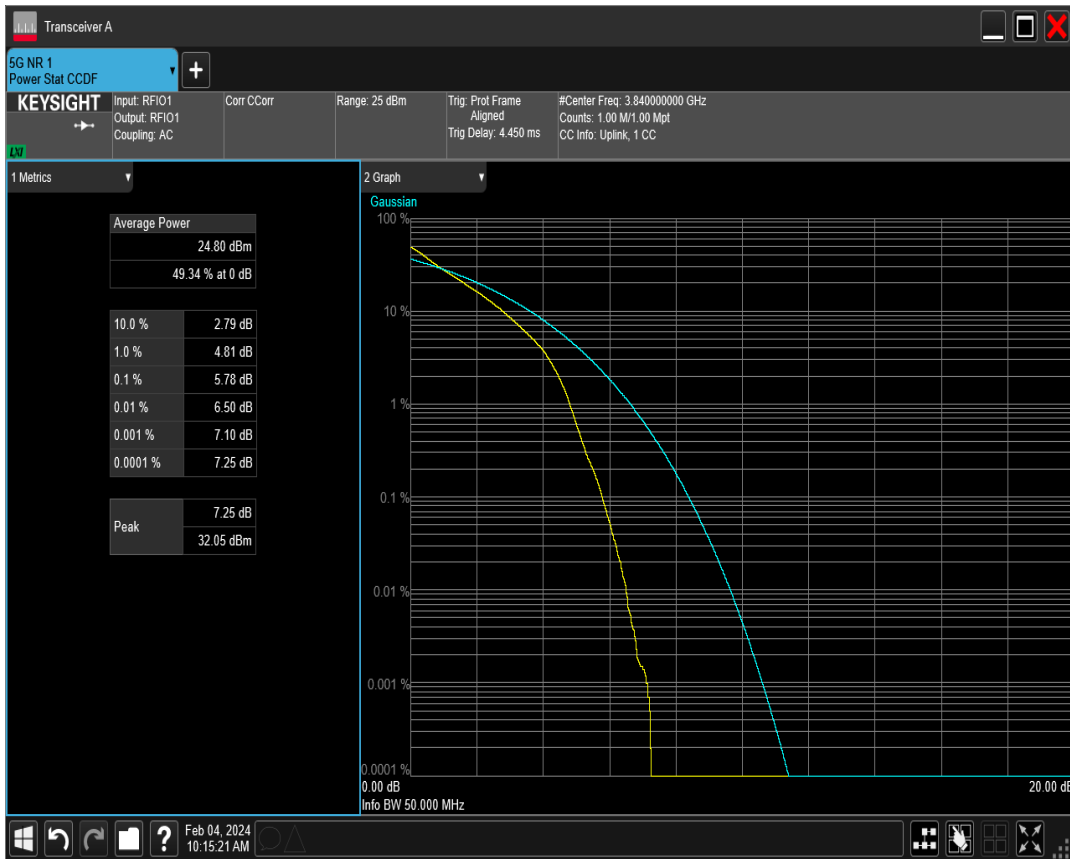 Transceiver A
5G NR 1
Power Stat CCDF
KEYSIGHT
LXI
Input: RFIO1
Output: RFIO1
Coupling: AC
Corr CCorr
Range: 25 dBm
Trig: Prot Frame
Aligned
Trig Delay: 4.450 ms
#Center Freq: 3.840000000 GHz
Counts: 1.00 M/1.00 Mpt
CC Info: Uplink, 1 CC
1 Metrics
Average Power
24.80 dBm
49.34 % at 0 dB
10.0 % 2.79 dB
1.0 % 4.81 dB
0.1 % 5.78 dB
0.01 % 6.50 dB
0.001 % 7.10 dB
0.0001 % 7.25 dB
Peak
7.25 dB
32.05 dBm
2 Graph
Gaussian
100 %
10 %
1 %
0.1 %
0.01 %
0.001 %
0.0001 %
0.00 dB 20.00 dB
Info BW 50.000 MHz
? Feb 04, 2024
10:15:21 AM